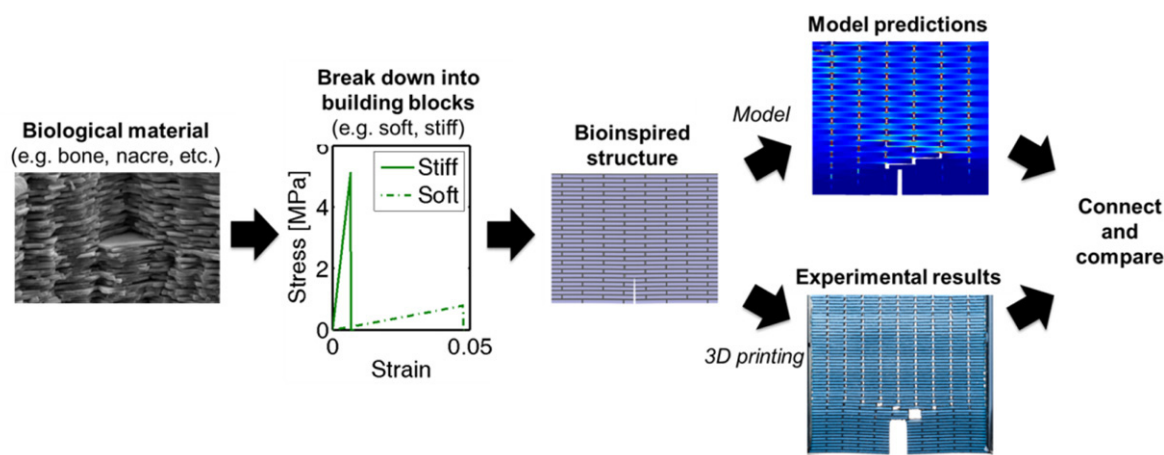 Biological material
(e.g. bone, nacre, etc.)
Break down into
building blocks
(e.g. soft, stiff)
Stress [MPa]
6
4
2
0
Stiff
Soft
0
0.05
Strain
Bioinspired
structure
Model
3D printing
Model predictions
Experimental results
Connect
and
compare